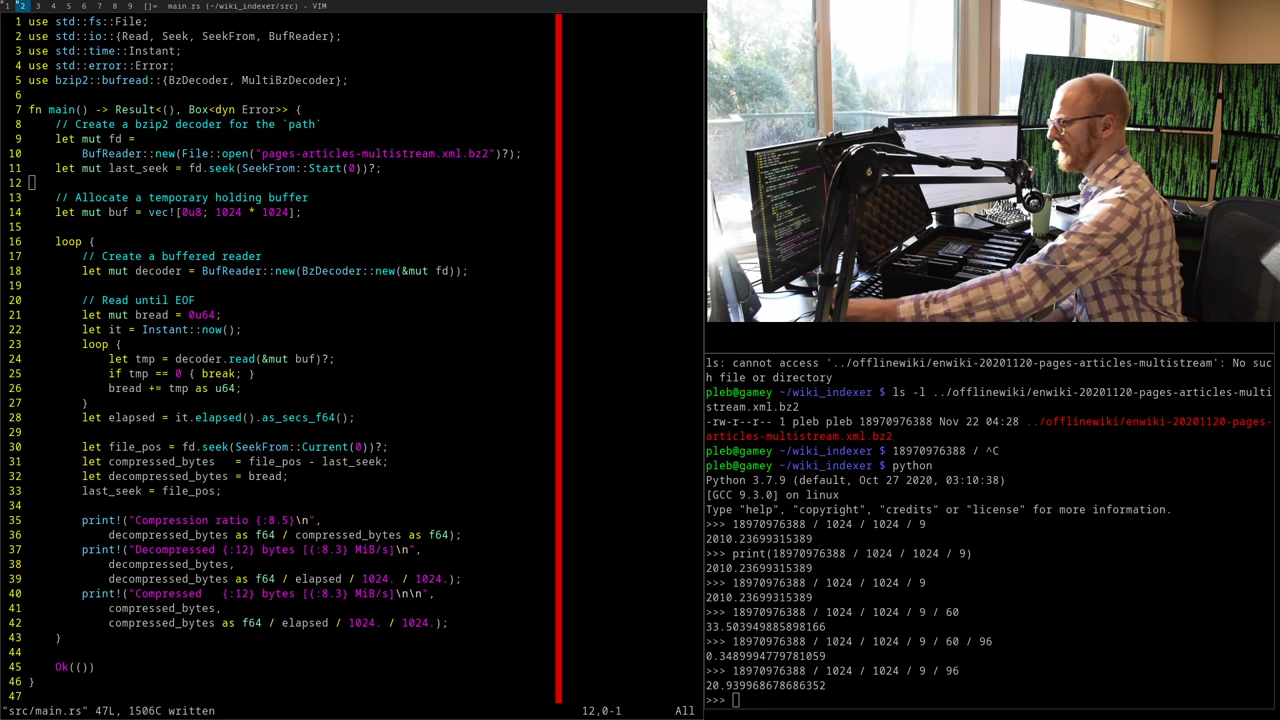 1 2 3 4 5 6 7 8 9 []= main.rs (~/wiki_indexer/src) - VIM
1 use std::fs::File;
2 use std::io::{Read, Seek, SeekFrom, BufReader};
3 use std::time::Instant;
4 use std::error::Error;
5 use bzip2::bufread::{BzDecoder, MultiBzDecoder};
6
7 fn main() -> Result<(), Box<dyn Error>> {
8 // Create a bzip2 decoder for the `path`
9 let mut fd =
10 BufReader::new(File::open("pages-articles-multistream.xml.bz2")?);
11 let mut last_seek = fd.seek(SeekFrom::Start(0))?;
12
13 // Allocate a temporary holding buffer
14 let mut buf = vec![0u8; 1024 * 1024];
15
16 loop {
17 // Create a buffered reader
18 let mut decoder = BufReader::new(BzDecoder::new(&mut fd));
19
20 // Read until EOF
21 let mut bread = 0u64;
22 let it = Instant::now();
23 loop {
24 let tmp = decoder.read(&mut buf)?;
25 if tmp == 0 { break; }
26 bread += tmp as u64;
27 }
28 let elapsed = it.elapsed().as_secs_f64();
29
30 let file_pos = fd.seek(SeekFrom::Current(0))?;
31 let compressed_bytes   = file_pos - last_seek;
32 let decompressed_bytes = bread;
33 last_seek = file_pos;
34
35 print!("Compression ratio {:8.5}\n",
36 decompressed_bytes as f64 / compressed_bytes as f64);
37 print!("Decompressed {:12} bytes [{:8.3} MiB/s]\n",
38 decompressed_bytes,
39 decompressed_bytes as f64 / elapsed / 1024. / 1024.);
40 print!("Compressed   {:12} bytes [{:8.3} MiB/s]\n\n",
41 compressed_bytes,
42 compressed_bytes as f64 / elapsed / 1024. / 1024.);
43 }
44
45 Ok(())
46 }
47
"src/main.rs" 47L, 1506C written 12,0-1 All
ls: cannot access '../offlinewiki/enwiki-20201120-pages-articles-multistream': No suc
h file or directory
pleb@gamey ~/wiki_indexer $ ls -l ../offlinewiki/enwiki-20201120-pages-articles-multi
stream.xml.bz2
-rw-r--r-- 1 pleb pleb 18970976388 Nov 22 04:28 ../offlinewiki/enwiki-20201120-pages-
articles-multistream.xml.bz2
pleb@gamey ~/wiki_indexer $ 18970976388 / ^C
pleb@gamey ~/wiki_indexer $ python
Python 3.7.9 (default, Oct 27 2020, 03:10:38)
[GCC 9.3.0] on linux
Type "help", "copyright", "credits" or "license" for more information.
>>> 18970976388 / 1024 / 1024 / 9
2010.23699315389
>>> print(18970976388 / 1024 / 1024 / 9)
2010.23699315389
>>> 18970976388 / 1024 / 1024 / 9
2010.23699315389
>>> 18970976388 / 1024 / 1024 / 9 / 60
33.503949885898166
>>> 18970976388 / 1024 / 1024 / 9 / 60 / 96
0.3489994779781059
>>> 18970976388 / 1024 / 1024 / 9 / 96
20.939968678686352
>>>